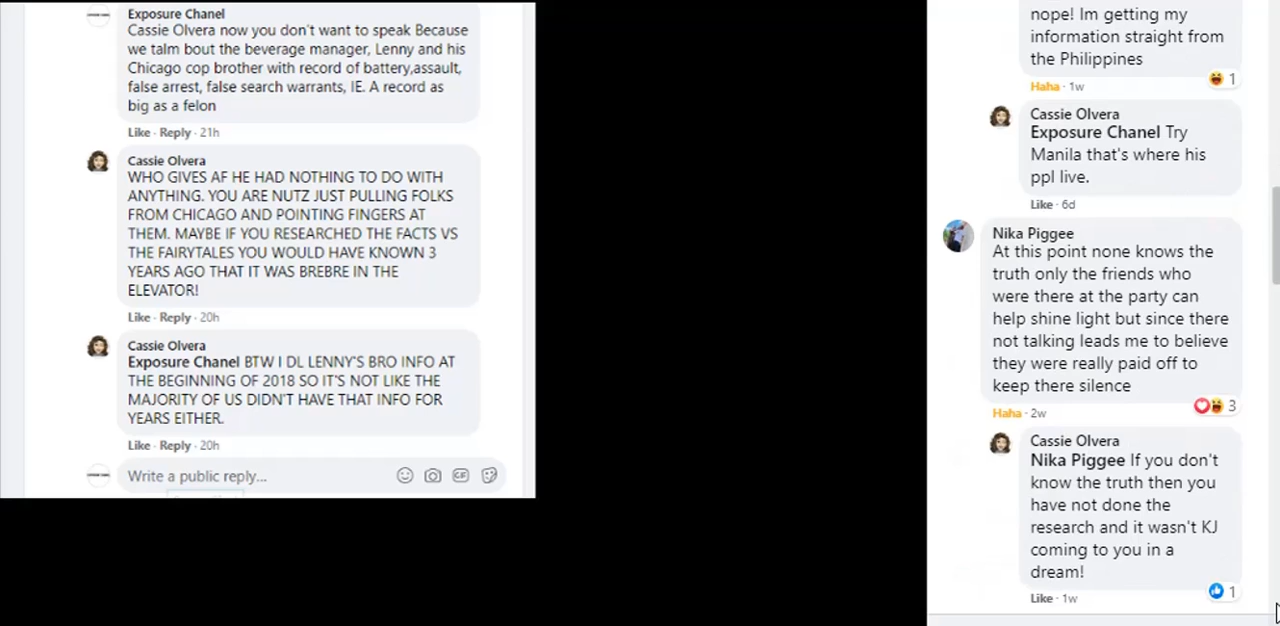 Exposure Chanel
Cassie Olvera now you don't want to speak Because
we talm bout the beverage manager, Lenny and his
Chicago cop brother with record of battery,assault,
false arrest, false search warrants, IE. A record as
big as a felon
Like · Reply · 21h
Cassie Olvera
WHO GIVES AF HE HAD NOTHING TO DO WITH
ANYTHING. YOU ARE NUTZ JUST PULLING FOLKS
FROM CHICAGO AND POINTING FINGERS AT
THEM. MAYBE IF YOU RESEARCHED THE FACTS VS
THE FAIRYTALES YOU WOULD HAVE KNOWN 3
YEARS AGO THAT IT WAS BREBRE IN THE
ELEVATOR!
Like · Reply · 20h
Cassie Olvera
Exposure Chanel BTW I DL LENNY'S BRO INFO AT
THE BEGINNING OF 2018 SO IT'S NOT LIKE THE
MAJORITY OF US DIDN'T HAVE THAT INFO FOR
YEARS EITHER.
Like · Reply · 20h
Write a public reply...
GIF
nope! Im getting my
information straight from
the Philippines
1
Haha · 1w
Cassie Olvera
Exposure Chanel Try
Manila that's where his
ppl live.
Like · 6d
Nika Piggee
At this point none knows the
truth only the friends who
were there at the party can
help shine light but since there
not talking leads me to believe
they were really paid off to
keep there silence
3
Haha · 2w
Cassie Olvera
Nika Piggee If you don't
know the truth then you
have not done the
research and it wasn't KJ
coming to you in a
dream!
1
Like · 1w